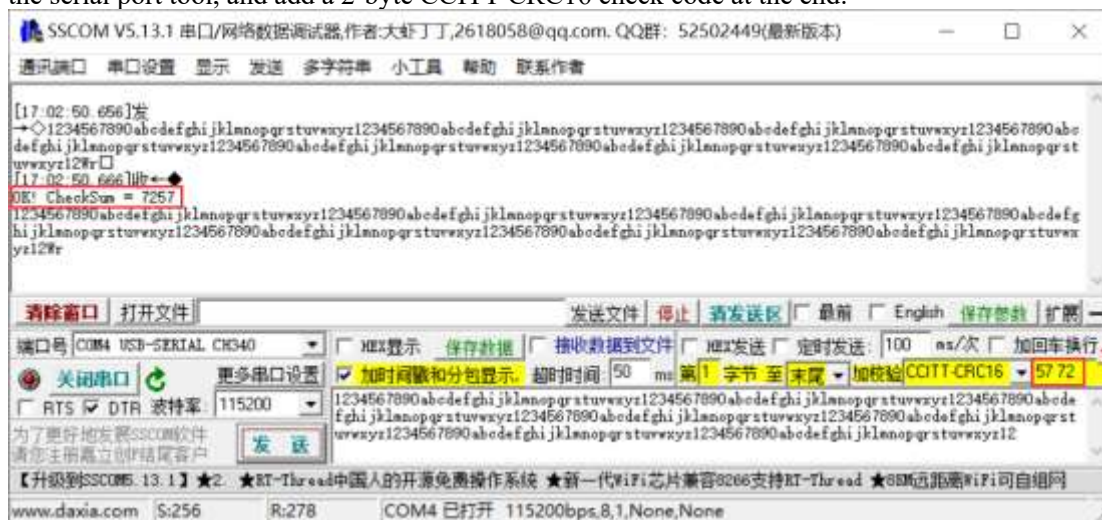 the serial port tool, and add a 2-byte CCITT-CRC16 check code at the end.
SSCOM V5.13.1 串口/网络数据调试器,作者:大虾丁丁,2618058@qq.com. QQ群: 52502449(最新版本)
通讯端口 串口设置 显示 发送 多字符串 小工具 帮助 联系作者
[17:02:50.656]发
→◇1234567890abcdefghijklmnopqrstuvwxyz1234567890abcdefghijklmnopqrstuvwxyz1234567890abcdefghijklmnopqrstuvwxyz1234567890abc
defghijklmnopqrstuvwxyz1234567890abcdefghijklmnopqrstuvwxyz1234567890abcdefghijklmnopqrstuvwxyz1234567890abcdefghijklmnopqrst
uvwxyz12Wr□
[17:02:50.666]收←◆
OK! CheckSum = 7257
1234567890abcdefghijklmnopqrstuvwxyz1234567890abcdefghijklmnopqrstuvwxyz1234567890abcdefghijklmnopqrstuvwxyz1234567890abcdefg
hijklmnopqrstuvwxyz1234567890abcdefghijklmnopqrstuvwxyz1234567890abcdefghijklmnopqrstuvwxyz1234567890abcdefghijklmnopqrstuvwx
yz12Wr
清除窗口 打开文件 发送文件 停止 清发送区 最前 English 保存参数 扩展 —
端口号 COM4 USB-SERIAL CH340 HEX显示 保存数据 接收数据到文件 HEX发送 定时发送: 100 ms/次 加回车换行
关闭串口 更多串口设置 加时间戳和分包显示. 超时时间: 50 ms 第1 字节 至 末尾 加校验 CCITT-CRC16 57 72
RTS DTR 波特率: 115200 1234567890abcdefghijklmnopqrstuvwxyz1234567890abcdefghijklmnopqrstuvwxyz1234567890abcde
fghijklmnopqrstuvwxyz1234567890abcdefghijklmnopqrstuvwxyz1234567890abcdefghijklmnopqrst
为了更好地发展SSCOM软件 uvwxyz1234567890abcdefghijklmnopqrstuvwxyz1234567890abcdefghijklmnopqrstuvwxyz12
请您注册嘉立创F结尾客户 发 送
【升级到SSCOM5.13.1】★2. ★RT-Thread中国人的开源免费操作系统 ★新一代WiFi芯片兼容8266支持RT-Thread ★8KM远距离WiFi可自组网
www.daxia.com S:256 R:278 COM4 已打开 115200bps,8,1,None,None